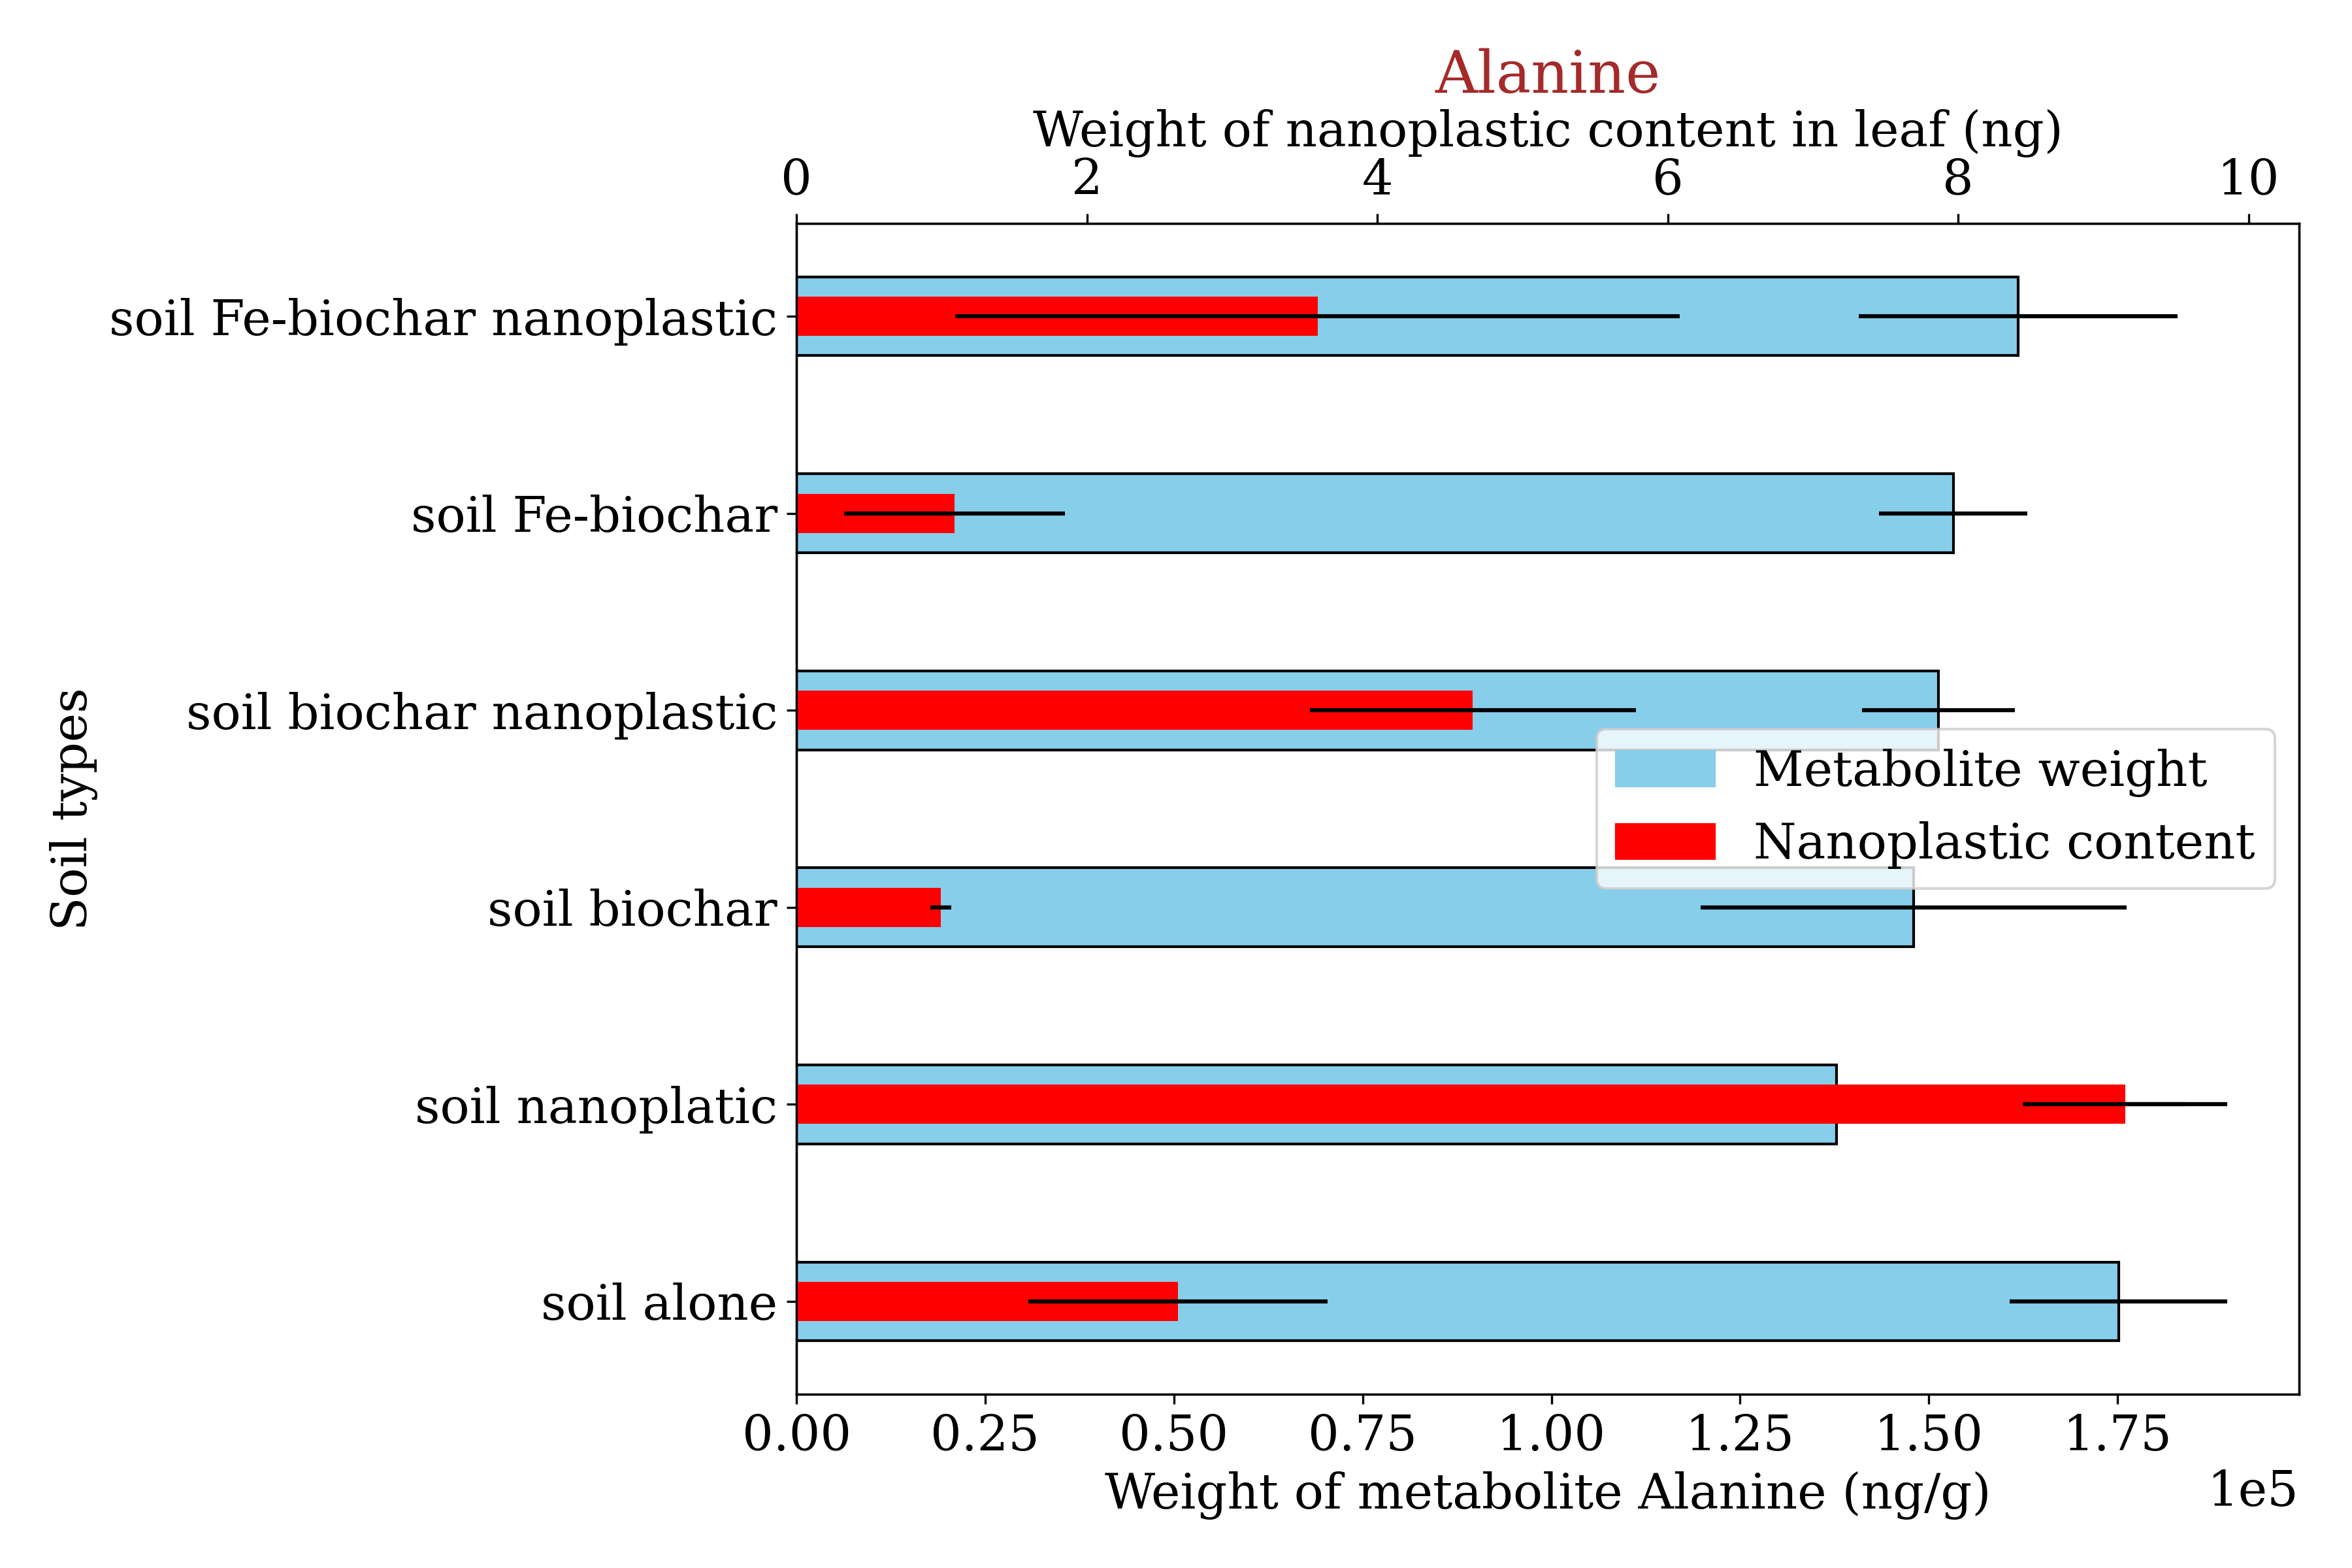 Alanine
Weight of nanoplastic content in leaf (ng)
0 2 4 6 8 10
soil Fe-biochar nanoplastic
soil Fe-biochar
soil biochar nanoplastic
soil biochar
soil nanoplatic
soil alone
Soil types
Metabolite weight
Nanoplastic content
0.00 0.25 0.50 0.75 1.00 1.25 1.50 1.75
Weight of metabolite Alanine (ng/g)
1e5